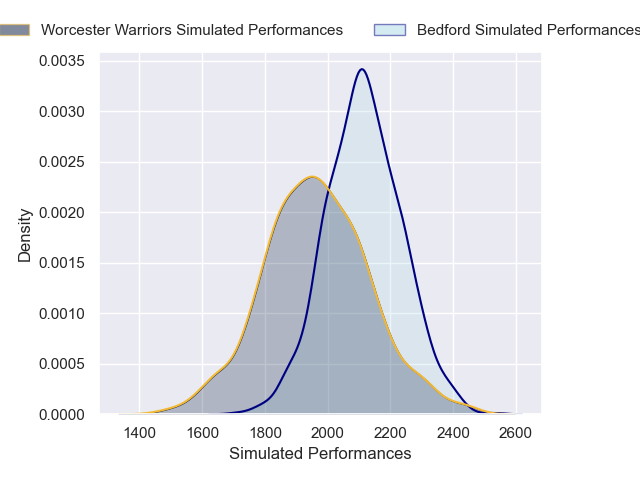 Worcester Warriors Simulated Performances
Bedford Simulated Performances
0.0035
0.0030
0.0025
0.0020
0.0015
0.0010
0.0005
0.0000
Density
1400 1600 1800 2000 2200 2400 2600
Simulated Performances